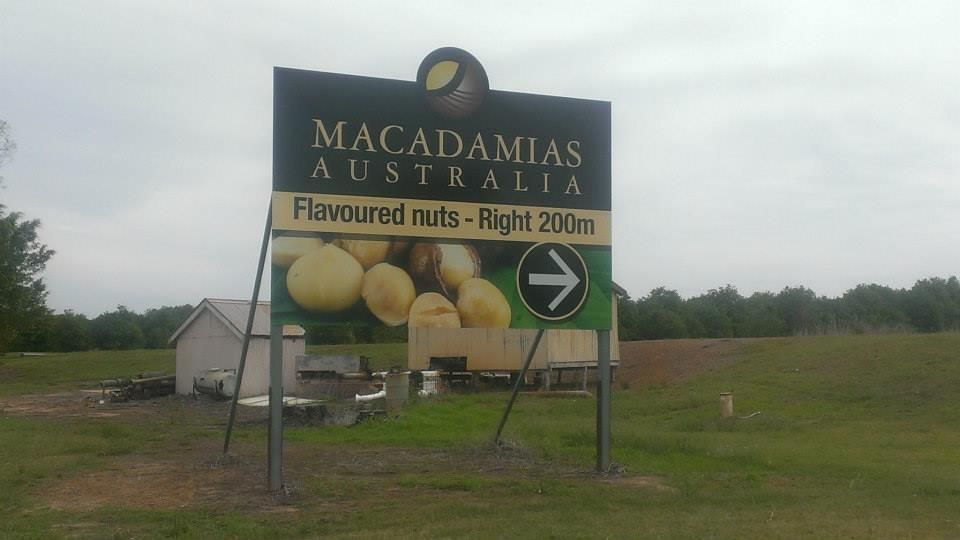 MACADAMIAS
AUSTRALIA
Flavoured nuts - Right 200m